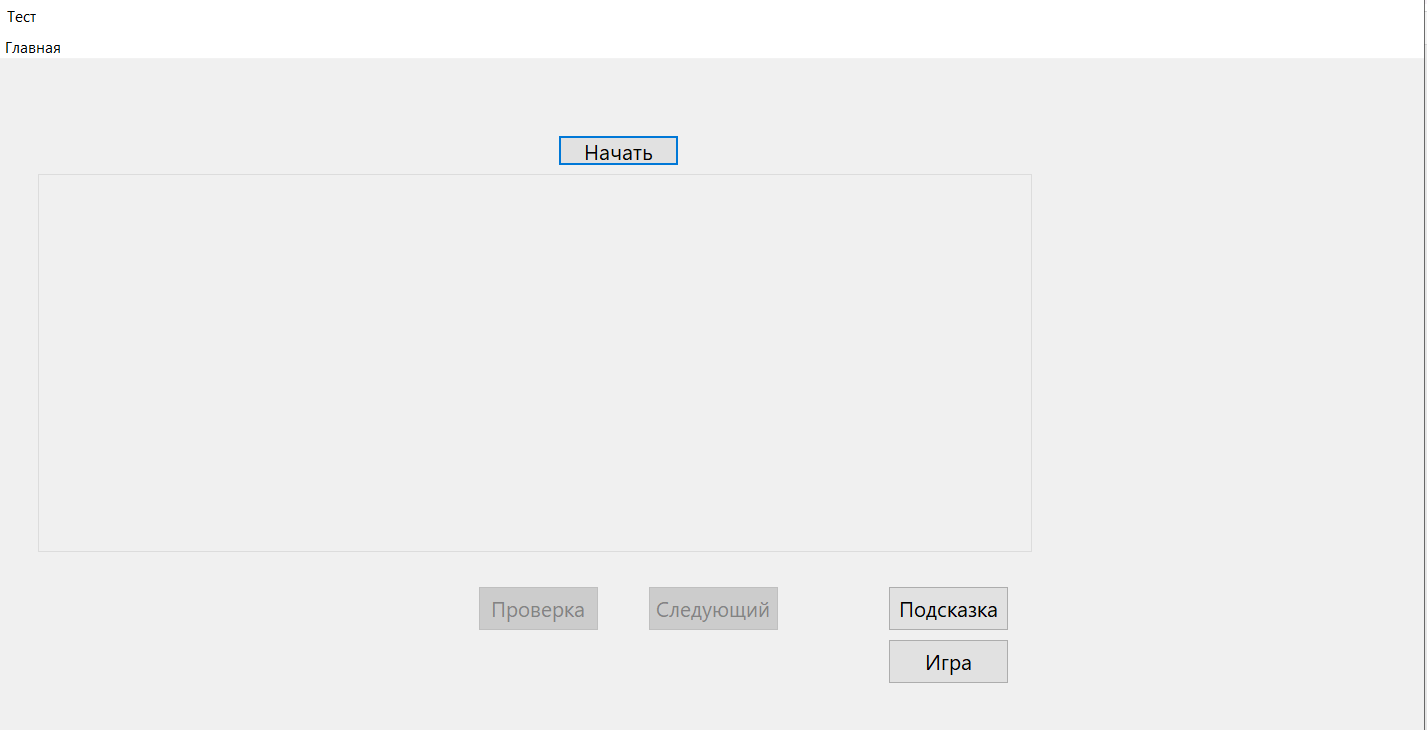 Тест
Главная
Начать
Проверка
Следующий
Подсказка
Игра